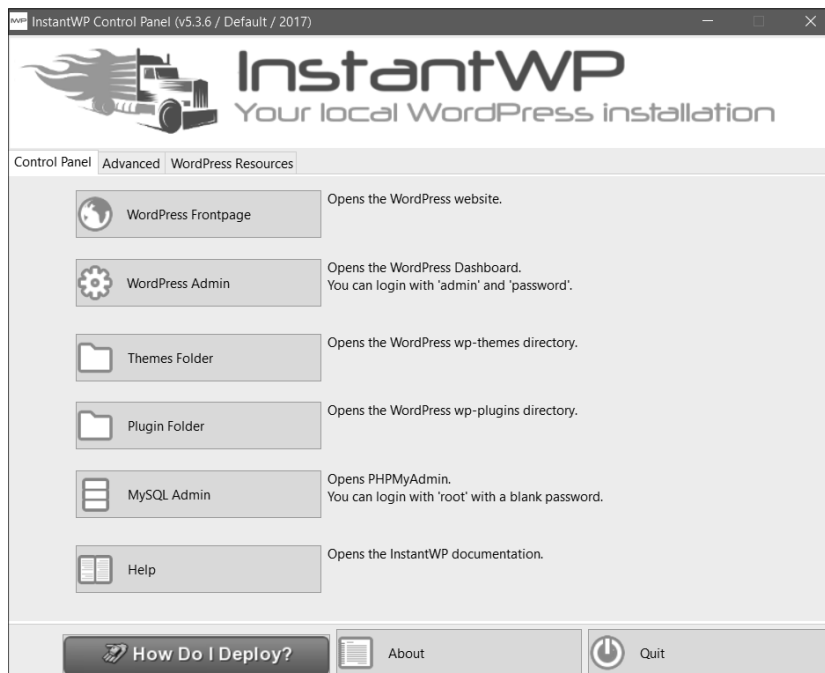 IWP InstantWP Control Panel (v5.3.6 / Default / 2017)
InstantWP
Your local WordPress installation
Control Panel Advanced WordPress Resources
WordPress Frontpage
Opens the WordPress website.
WordPress Admin
Opens the WordPress Dashboard.
You can login with 'admin' and 'password'.
Themes Folder
Opens the WordPress wp-themes directory.
Plugin Folder
Opens the WordPress wp-plugins directory.
MySQL Admin
Opens PHPMyAdmin.
You can login with 'root' with a blank password.
Help
Opens the InstantWP documentation.
How Do I Deploy? About Quit